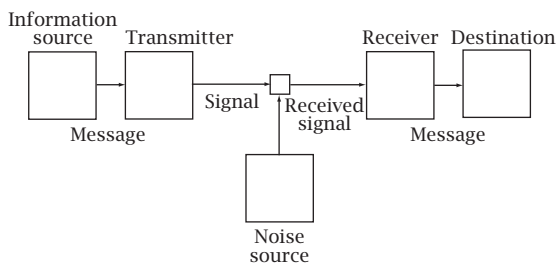 Information
source
Transmitter
Receiver
Destination
Signal
Received
signal
Message
Message
Noise
source